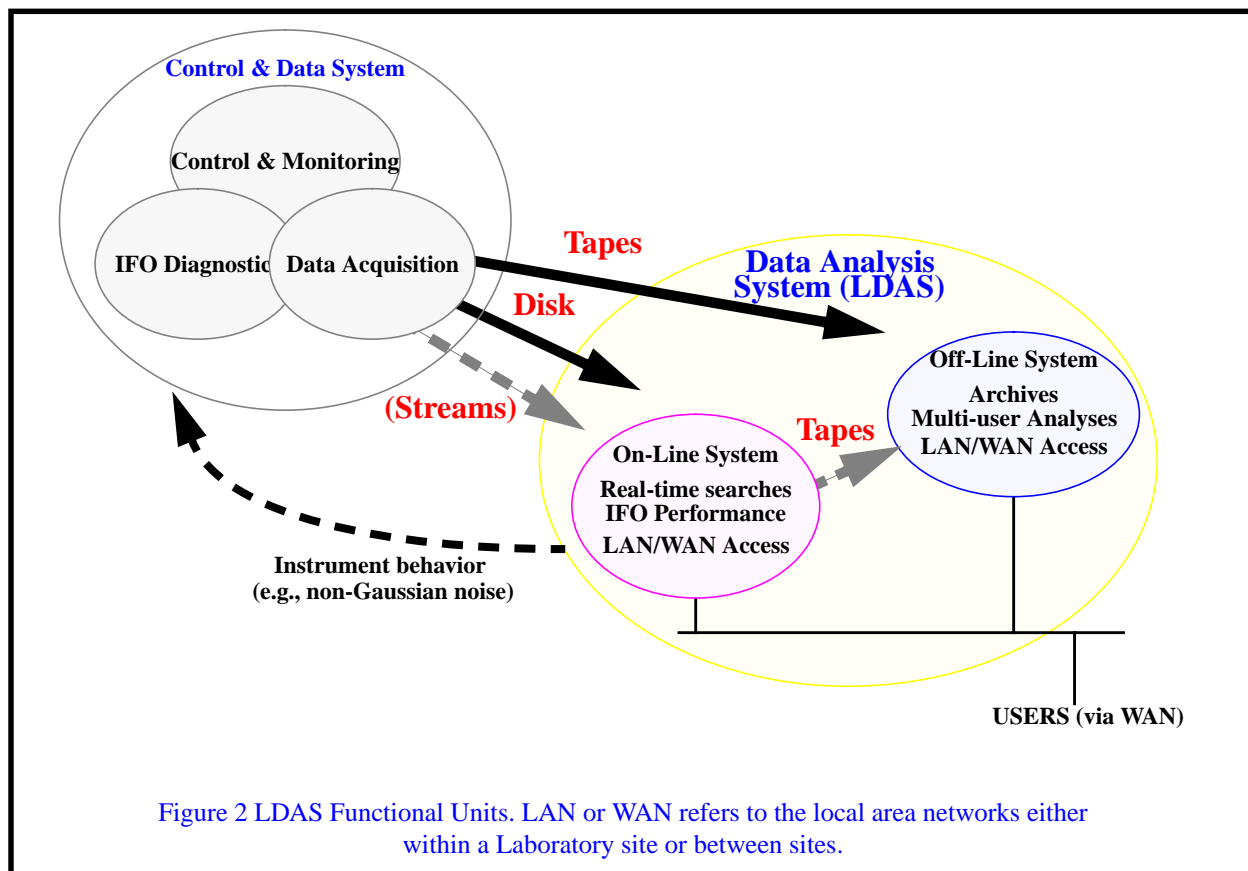 Control & Data System
Control & Monitoring
IFO Diagnostic
Data Acquisition
Tapes
Disk
(Streams)
Data Analysis
System (LDAS)
Off-Line System
Archives
Multi-user Analyses
LAN/WAN Access
Tapes
On-Line System
Real-time searches
IFO Performance
LAN/WAN Access
Instrument behavior
(e.g., non-Gaussian noise)
USERS (via WAN)
Figure 2 LDAS Functional Units. LAN or WAN refers to the local area networks either
within a Laboratory site or between sites.